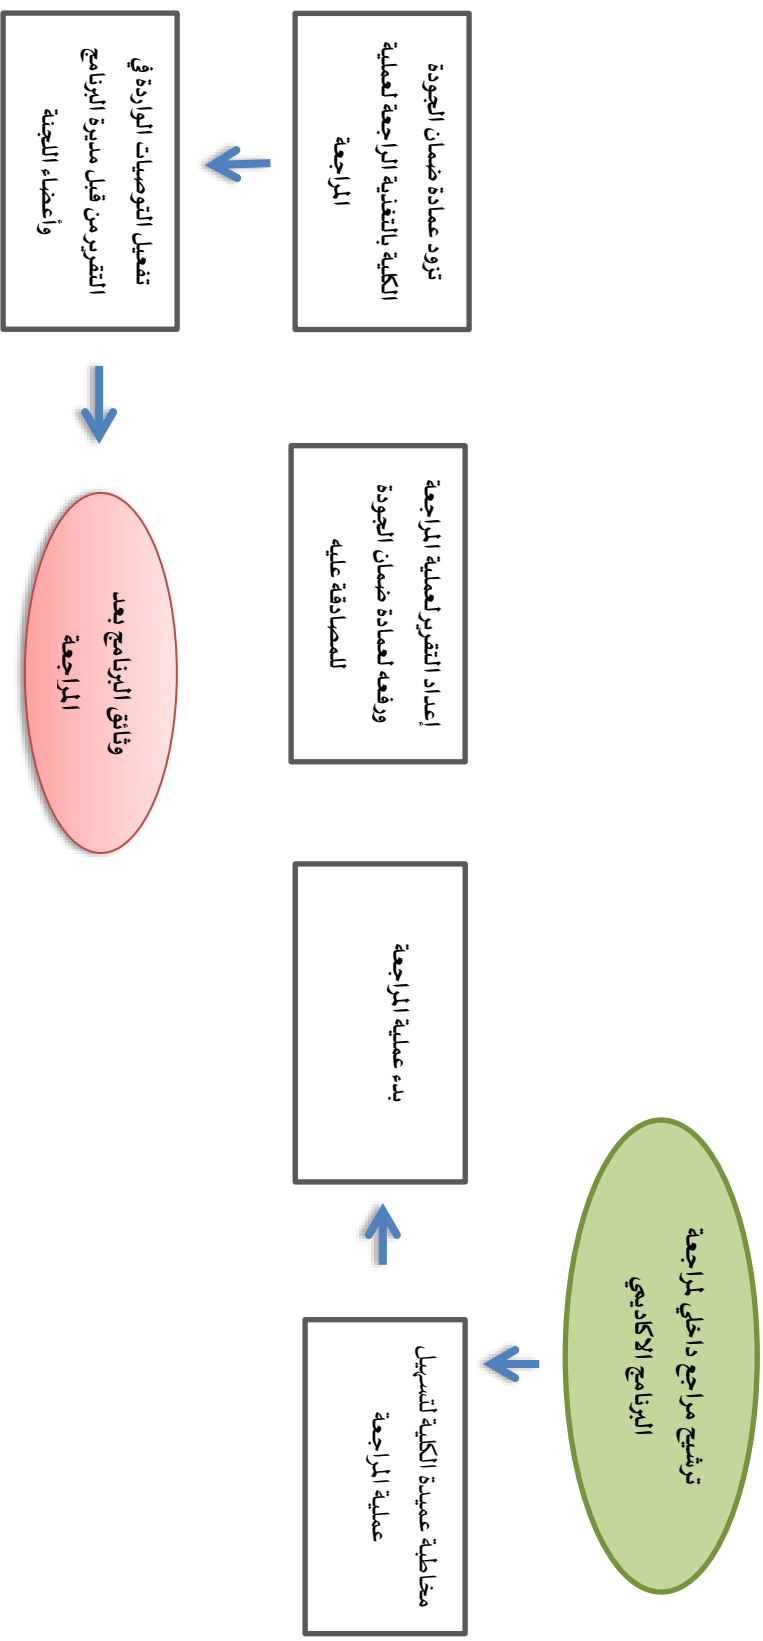 ترشيح مراجع داخلي لمراجعة
البرنامج الاكاديمي
مخاطبة عميدة الكلية لتسهيل
عملية المراجعة
بدء عملية المراجعة
إعداد التقرير لعملية المراجعة
ورفعه لعمادة ضمان الجودة
للمصادقة عليه
تزود عمادة ضمان الجودة
الكلية بالتغذية الراجعة لعملية
المراجعة
تفعيل التوصيات الواردة في
التقرير من قبل مديرة البرنامج
وأعضاء اللجنة
وثائق البرنامج بعد
المراجعة